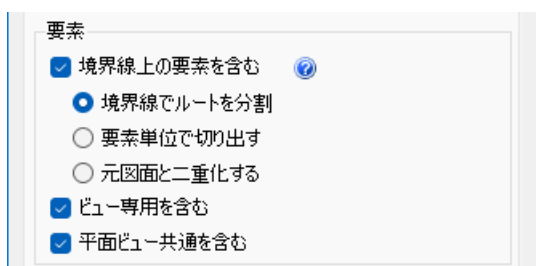 要素
境界線上の要素を含む
境界線でルートを分割
要素単位で切り出す
元図面と二重化する
ビュー専用を含む
平面ビュー共通を含む